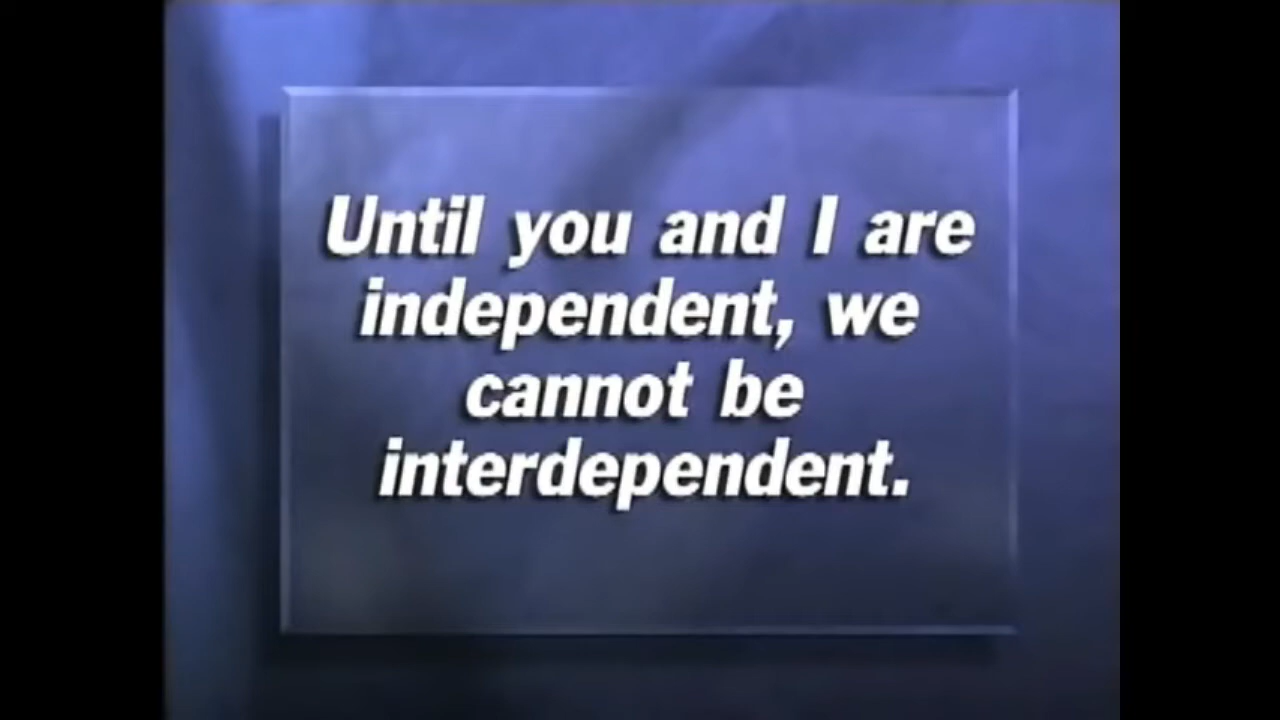 Until you and I are
independent, we
cannot be
interdependent.